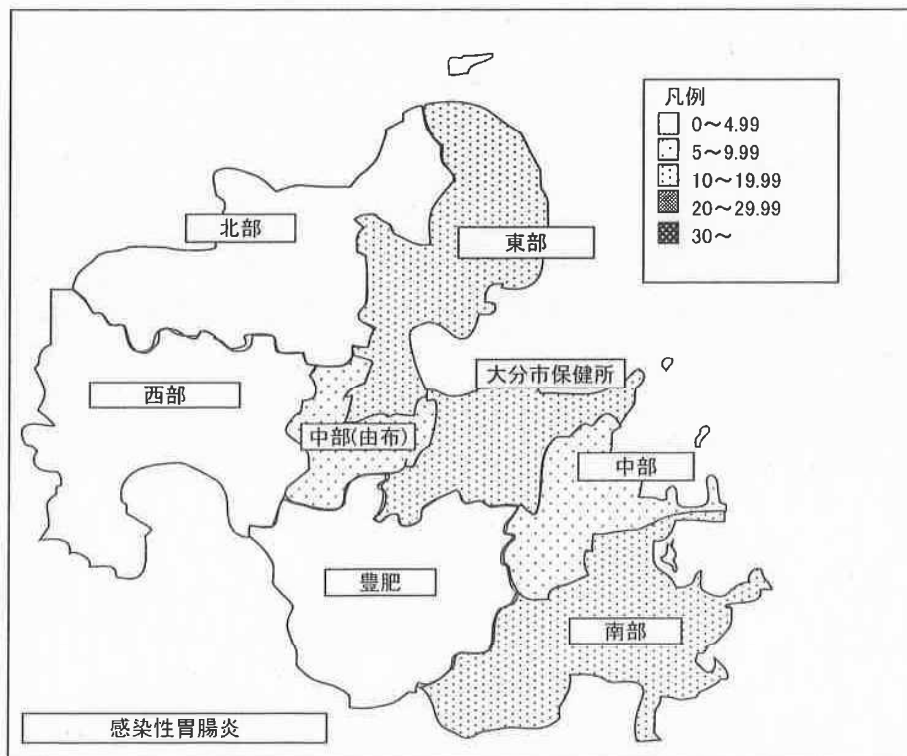 凡例
0～4.99
5～9.99
10～19.99
20～29.99
30～
北部
東部
大分市保健所
西部
中部(由布)
中部
豊肥
南部
感染性胃腸炎